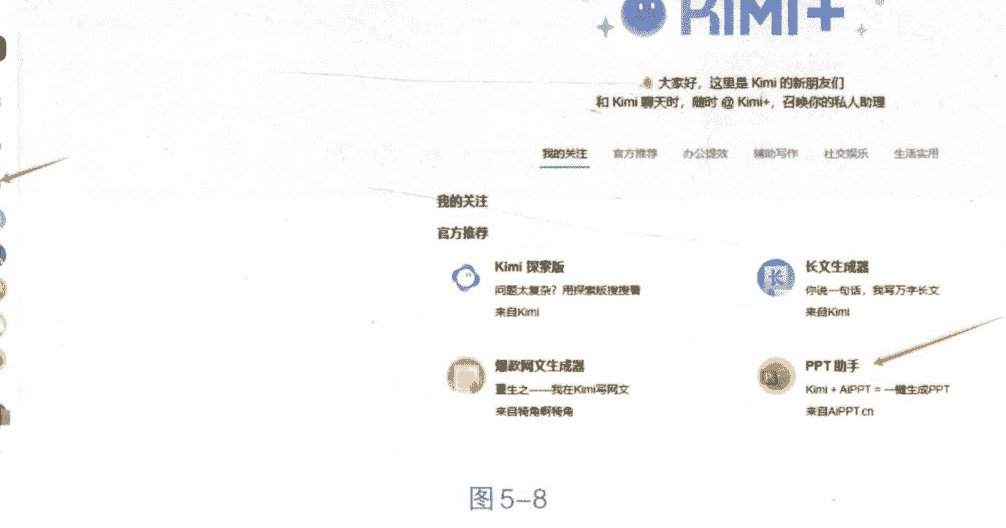 KIMI+
大家好，这里是 Kimi 的新朋友们
和 Kimi 聊天时，随时 @ Kimi+，召唤你的私人助理
我的关注 官方推荐 办公提效 辅助写作 社交娱乐 生活实用
我的关注
官方推荐
Kimi 探索版
问题太复杂？用探索版搜搜看
来自Kimi
长文生成器
你说一句话，我写万字长文
来自Kimi
爆款网文生成器
重生之——我在Kimi写网文
来自犄角啊犄角
PPT 助手
Kimi + AiPPT = 一键生成PPT
来自AiPPT.cn
图 5-8